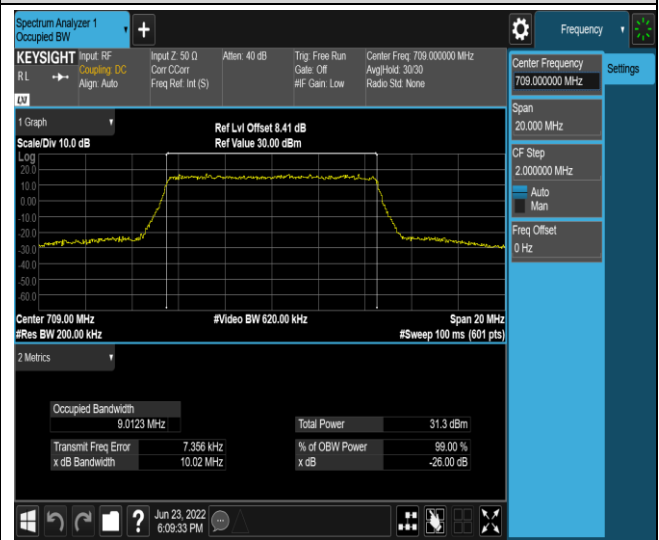 Spectrum Analyzer 1
Occupied BW
Frequency
KEYSIGHT
RL
LXI
Input: RF
Coupling: DC
Align: Auto
Input Z: 50 Ω
Corr CCorr
Freq Ref: Int (S)
Atten: 40 dB
Trig: Free Run
Gate: Off
#IF Gain: Low
Center Freq: 709.000000 MHz
Avg|Hold: 30/30
Radio Std: None
Center Frequency
709.000000 MHz
Settings
Span
20.000 MHz
CF Step
2.000000 MHz
Auto
Man
Freq Offset
0 Hz
1 Graph
Scale/Div 10.0 dB
Ref Lvl Offset 8.41 dB
Ref Value 30.00 dBm
Log
20.0
10.0
0.00
-10.0
-20.0
-30.0
-40.0
-50.0
-60.0
Center 709.00 MHz
#Video BW 620.00 kHz
Span 20 MHz
#Res BW 200.00 kHz
#Sweep 100 ms (601 pts)
2 Metrics
Occupied Bandwidth
9.0123 MHz
Total Power 31.3 dBm
Transmit Freq Error 7.356 kHz
% of OBW Power 99.00 %
x dB Bandwidth 10.02 MHz
x dB -26.00 dB
?
Jun 23, 2022
6:09:33 PM